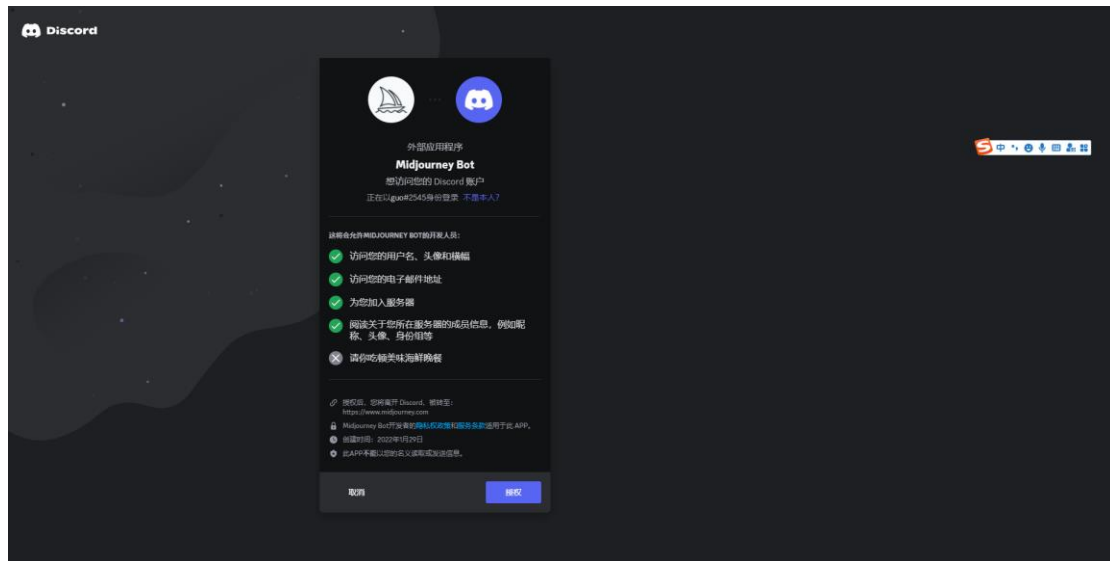 Discord
外部应用程序
Midjourney Bot
想访问您的 Discord 账户
正在以guo#2545身份登录 不是本人?
这将会允许MIDJOURNEY BOT的开发人员:
访问您的用户名、头像和横幅
访问您的电子邮件地址
为您加入服务器
阅读关于您所在服务器的成员信息,例如昵
称、头像、身份组等
请你吃顿美味海鲜晚餐
授权后,您将离开 Discord,被转至:
https://www.midjourney.com
Midjourney Bot开发者的隐私权政策和服务条款适用于此 APP。
创建时间:2022年1月29日
此APP不能以您的名义读取或发送信息。
取消
授权
中